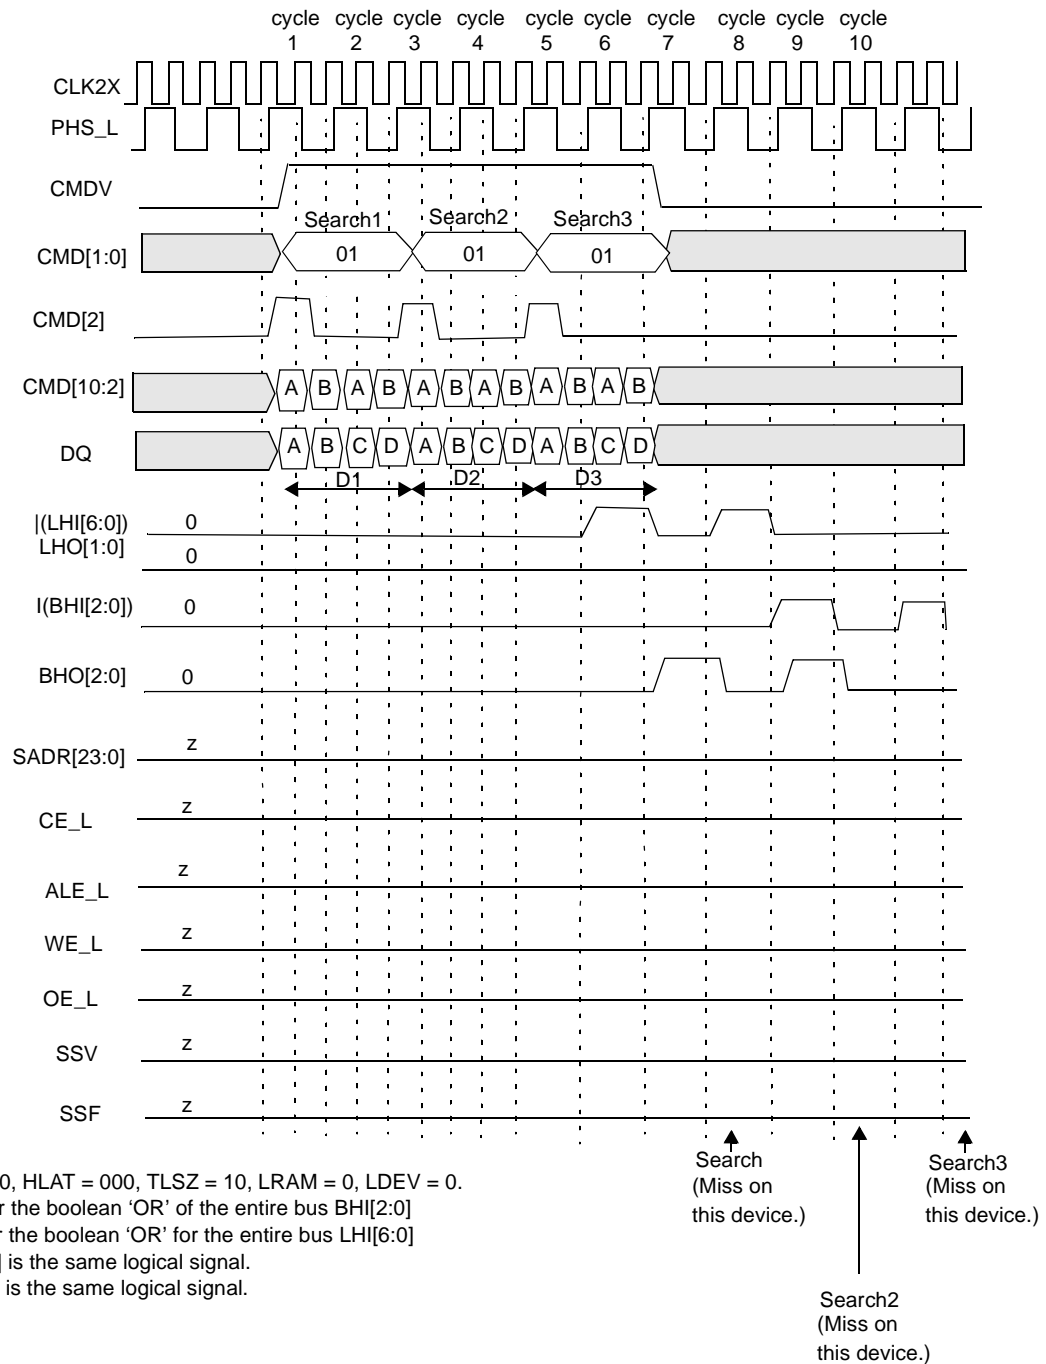 cycle cycle cycle cycle cycle cycle cycle cycle cycle cycle
1 2 3 4 5 6 7 8 9 10
CLK2X
PHS_L
CMDV
Search1 Search2 Search3
CMD[1:0] 01 01 01
CMD[2]
CMD[10:2] A B A B A B A B A B A B
DQ A B C D A B C D A B C D
D1 D2 D3
|(LHI[6:0]) 0
LHO[1:0] 0
I(BHI[2:0]) 0
BHO[2:0] 0
SADR[23:0] z
CE_L z
ALE_L z
WE_L z
OE_L z
SSV z
SSF z
Search
(Miss on
this device.)
Search3
(Miss on
this device.)
0, HLAT = 000, TLSZ = 10, LRAM = 0, LDEV = 0.
r the boolean ‘OR’ of the entire bus BHI[2:0]
r the boolean ‘OR’ for the entire bus LHI[6:0]
] is the same logical signal.
is the same logical signal.
Search2
(Miss on
this device.)